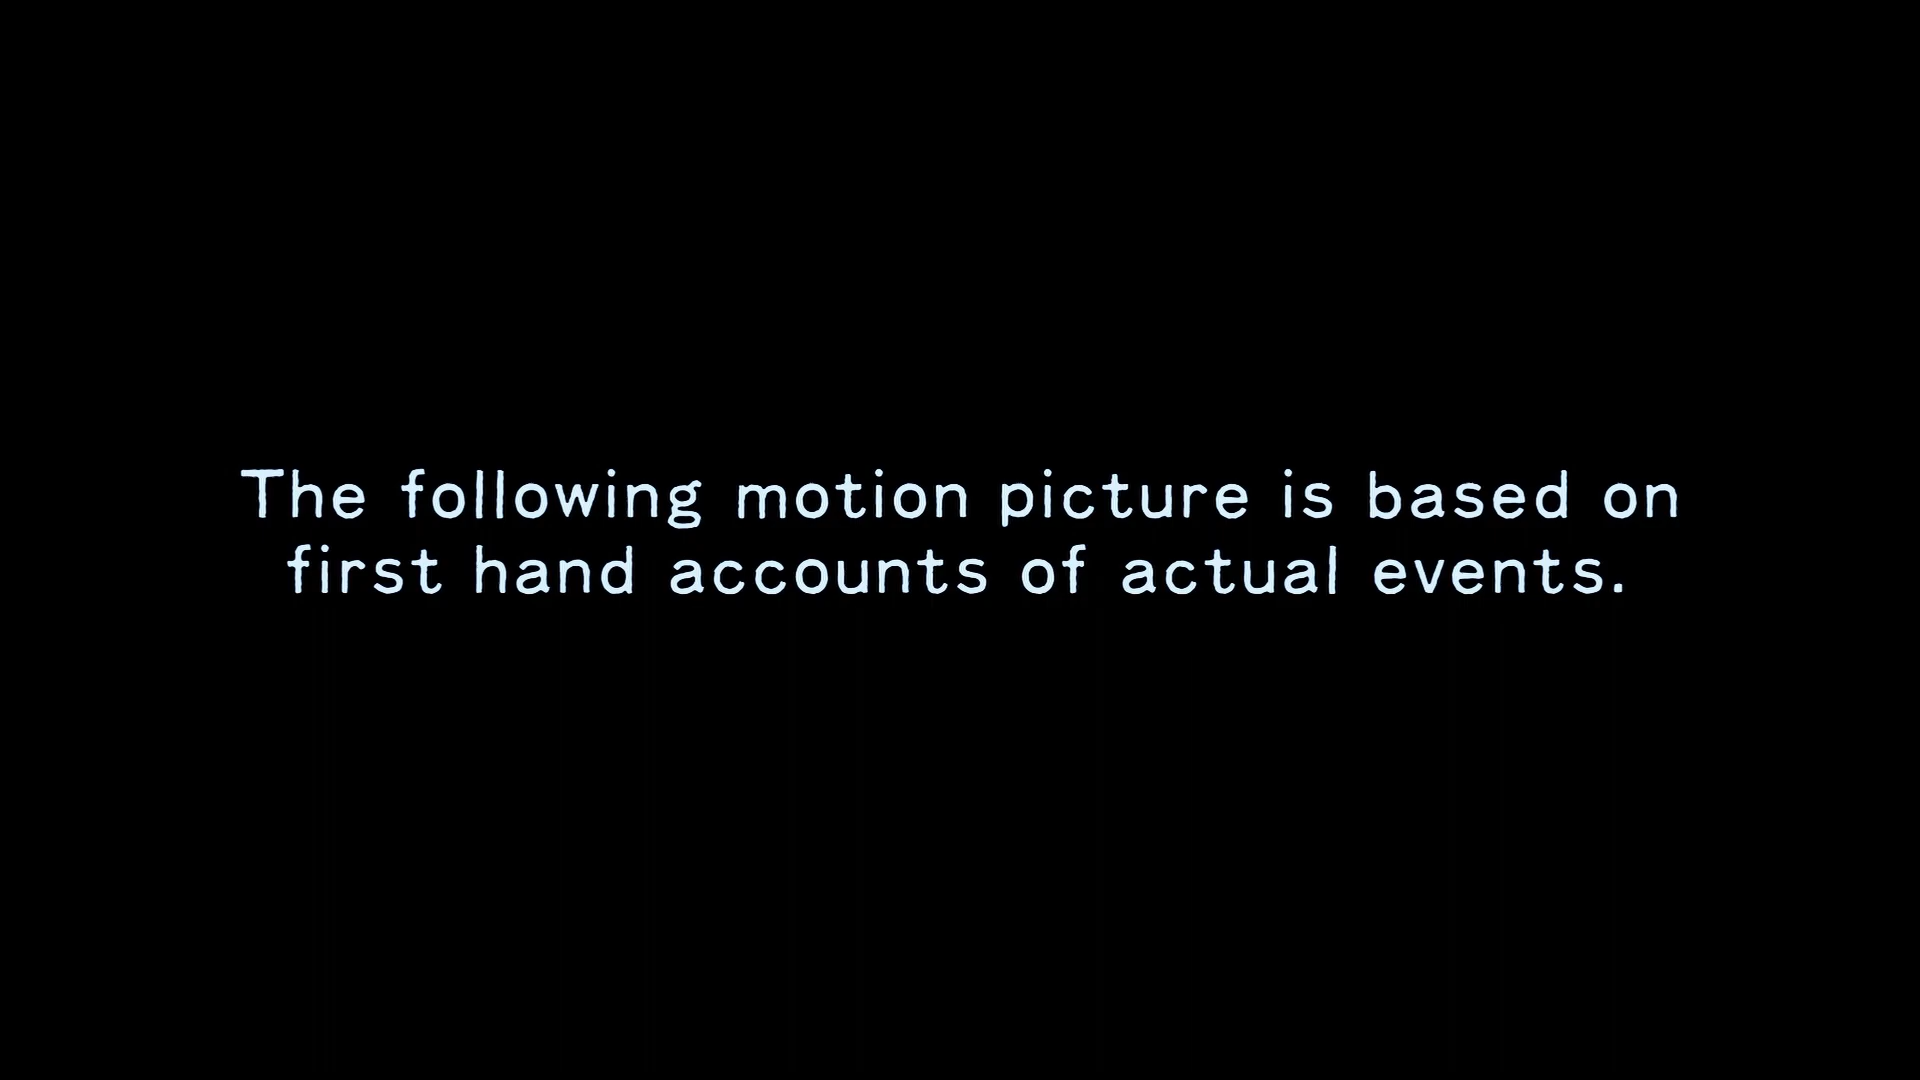 The following motion picture is based on
first hand accounts of actual events.